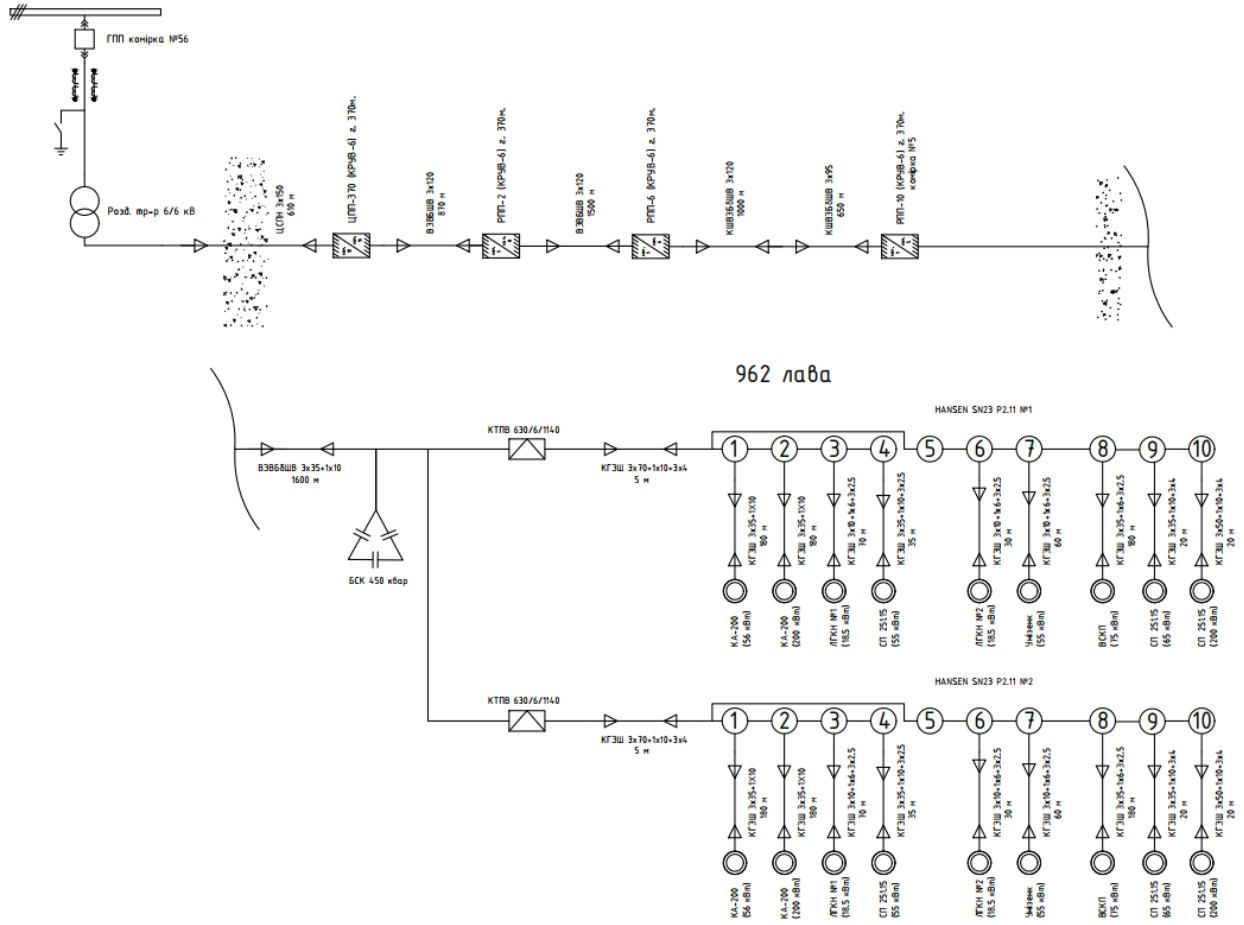 ГПП комірка №56
Розд. тр-р 6/6 кВ
ЦСПН 3х150
610 м
ЦПП-370 (КРУВ-6) г. 370м.
ВЭВБШВ 3х120
870 м
РПП-2 (КРУВ-6) г. 370м.
ВЭВБШВ 3х120
1500 м
РПП-6 (КРУВ-6) г. 370м.
КШВЭБбШВ 3х120
1000 м
КШВЭБбШВ 3х95
650 м
РПП-10 (КРУВ-6) г. 370м.
комірка №5
962 лава
HANSEN SN23 P2.11 №1
КТПВ 630/6/1140
1
2
3
4
5
6
7
8
9
10
ВЭВБбШВ 3х35+1х10
1600 м
КГЭШ 3х70+1х10+3х4
5 м
КГЭШ 3х35+1Х10
180 м
КГЭШ 3х35+1Х10
180 м
КГЭШ 3х10+1х6+3х2.5
70 м
КГЭШ 3х35+1х10+3х2.5
35 м
КГЭШ 3х10+1х6+3х2.5
30 м
КГЭШ 3х10+1х6+3х2.5
60 м
КГЭШ 3х35+1х6+3х2.5
180 м
КГЭШ 3х35+1х10+3х4
20 м
КГЭШ 3х50+1х10+3х4
20 м
БСК 450 квар
КА-200
(56 кВт)
КА-200
(200 кВт)
ЛГКН №1
(18.5 кВт)
СП 251.15
(55 кВт)
ЛГКН №2
(18.5 кВт)
(55 кВт)
ВСКП
(75 кВт)
СП 251.15
(65 кВт)
СП 251.15
(200 кВт)
HANSEN SN23 P2.11 №2
КТПВ 630/6/1140
1
2
3
4
5
6
7
8
9
10
КГЭШ 3х70+1х10+3х4
5 м
КГЭШ 3х35+1Х10
180 м
КГЭШ 3х35+1Х10
180 м
КГЭШ 3х10+1х6+3х2.5
70 м
КГЭШ 3х35+1х10+3х2.5
35 м
КГЭШ 3х10+1х6+3х2.5
30 м
КГЭШ 3х10+1х6+3х2.5
60 м
КГЭШ 3х35+1х6+3х2.5
180 м
КГЭШ 3х35+1х10+3х4
20 м
КГЭШ 3х50+1х10+3х4
20 м
КА-200
(56 кВт)
КА-200
(200 кВт)
ЛГКН №1
(18.5 кВт)
СП 251.15
(55 кВт)
ЛГКН №2
(18.5 кВт)
(55 кВт)
ВСКП
(75 кВт)
СП 251.15
(65 кВт)
СП 251.15
(200 кВт)